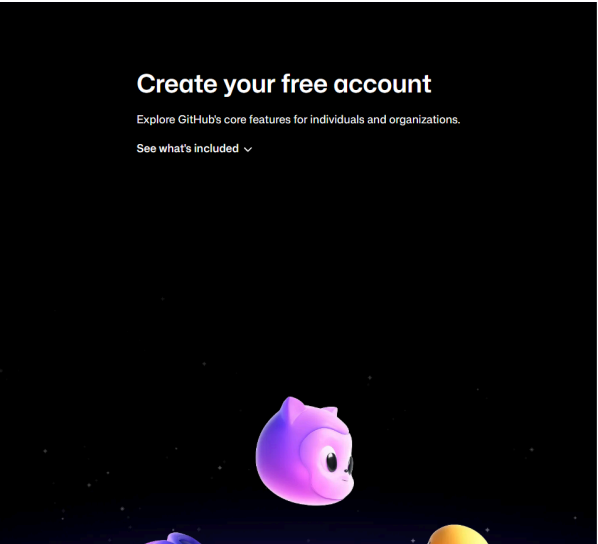 Create your free account
Explore GitHub's core features for individuals and organizations.
See what's included